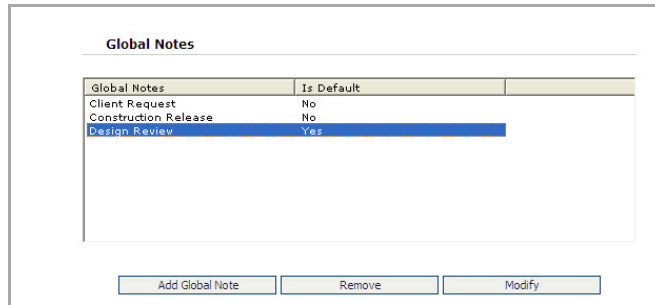 Global Notes
Global Notes Is Default
Client Request No
Construction Release No
Design Review Yes
Add Global Note Remove Modify